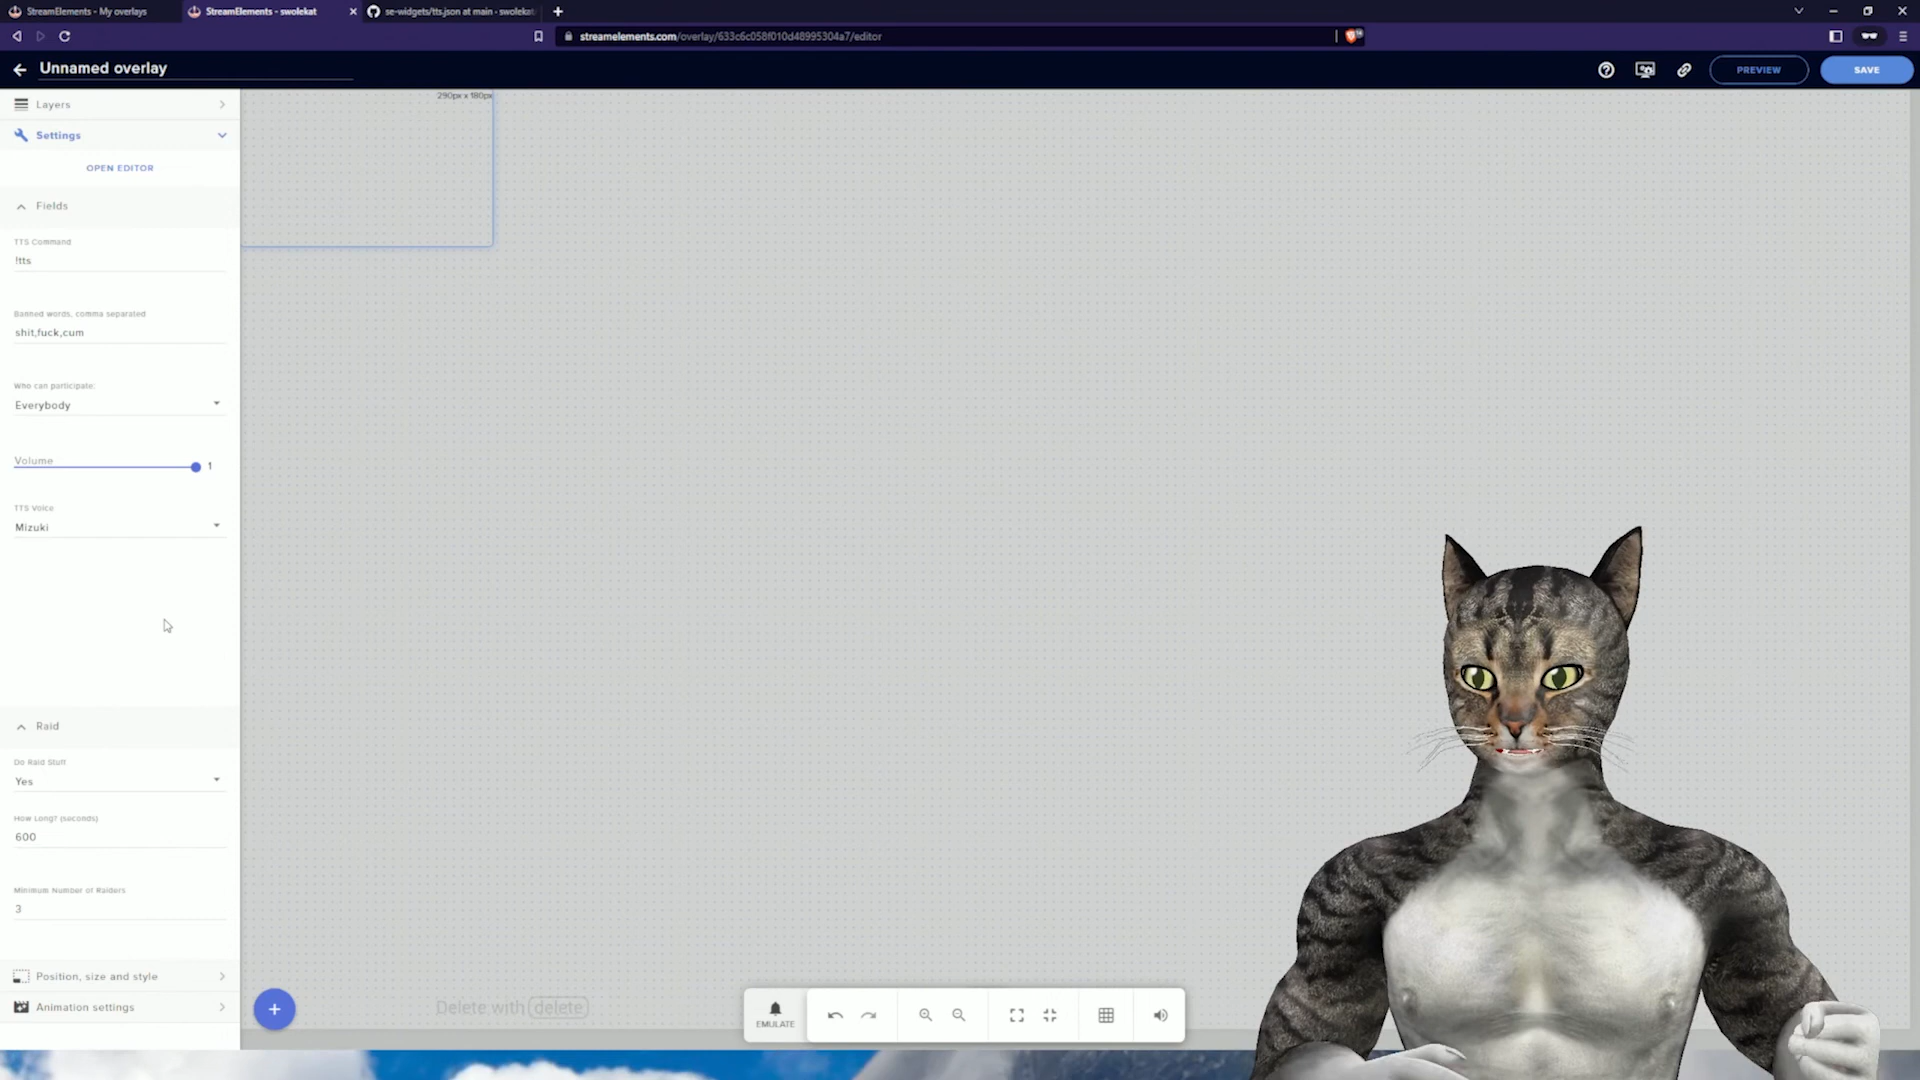 StreamElements - My overlays
StreamElements - swolekat
se-widgets/tts.json at main - swolekat
streamelements.com/overlay/633c6c058f010d48995304a7/editor
Unnamed overlay
PREVIEW
SAVE
Layers
290px x 180px
Settings
OPEN EDITOR
Fields
TTS Command
!tts
Banned words, comma separated
shit,fuck,cum
Who can participate:
Everybody
Volume
1
TTS Voice
Mizuki
Raid
Do Raid Stuff
Yes
How Long? (seconds)
600
Minimum Number of Raiders
3
Position, size and style
Animation settings
Delete with delete
EMULATE